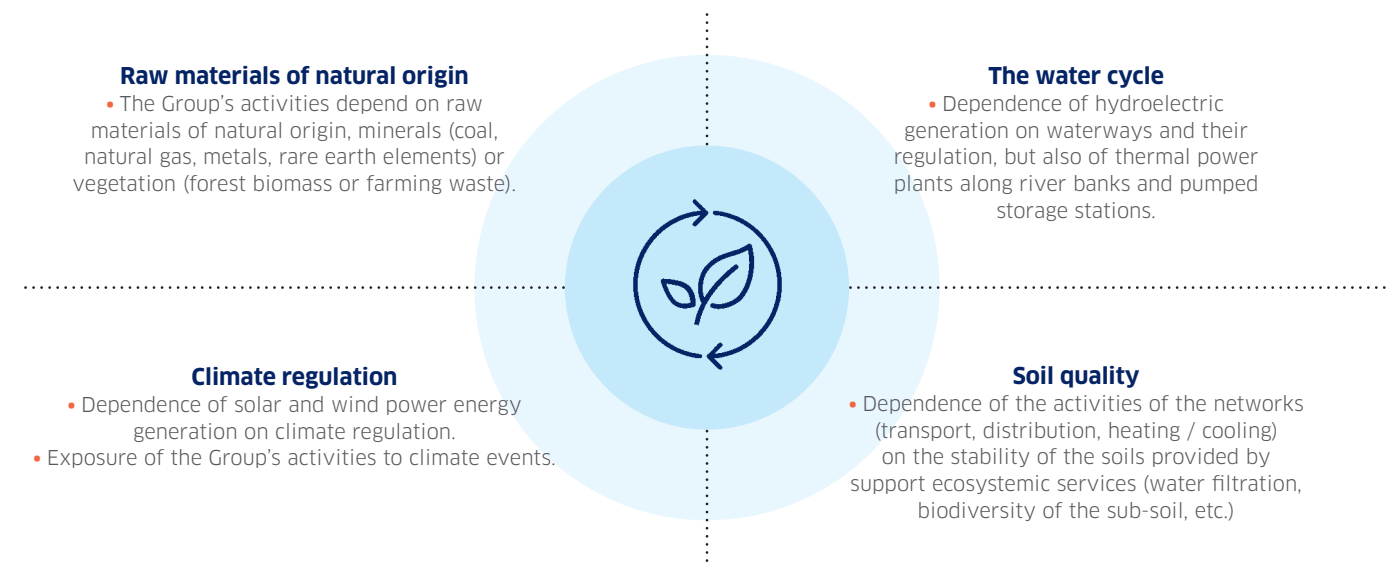 Raw materials of natural origin
• The Group's activities depend on raw
materials of natural origin, minerals (coal,
natural gas, metals, rare earth elements) or
vegetation (forest biomass or farming waste).
The water cycle
• Dependence of hydroelectric
generation on waterways and their
regulation, but also of thermal power
plants along river banks and pumped
storage stations.
Climate regulation
• Dependence of solar and wind power energy
generation on climate regulation.
• Exposure of the Group's activities to climate events.
Soil quality
• Dependence of the activities of the networks
(transport, distribution, heating / cooling)
on the stability of the soils provided by
support ecosystemic services (water filtration,
biodiversity of the sub-soil, etc.)